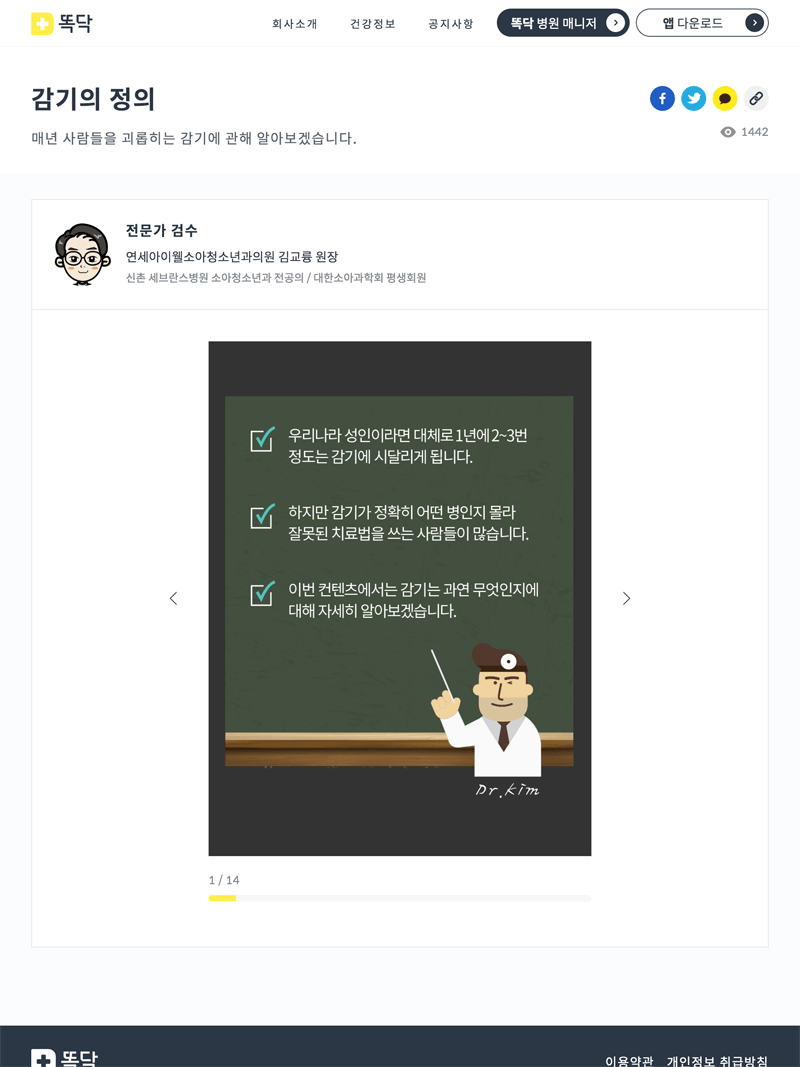 똑닥
회사소개
건강정보
공지사항
똑닥 병원 매니저
앱 다운로드
감기의 정의
매년 사람들을 괴롭히는 감기에 관해 알아보겠습니다.
1442
전문가 검수
연세아이웰소아청소년과의원 김교륭 원장
신촌 세브란스병원 소아청소년과 전공의 / 대한소아과학회 평생회원
우리나라 성인이라면 대체로 1년에 2~3번
정도는 감기에 시달리게 됩니다.
하지만 감기가 정확히 어떤 병인지 몰라
잘못된 치료법을 쓰는 사람들이 많습니다.
이번 컨텐츠에서는 감기는 과연 무엇인지에
대해 자세히 알아보겠습니다.
Dr.kim
1 / 14
똑닥
이용약관
개인정보 취급방침